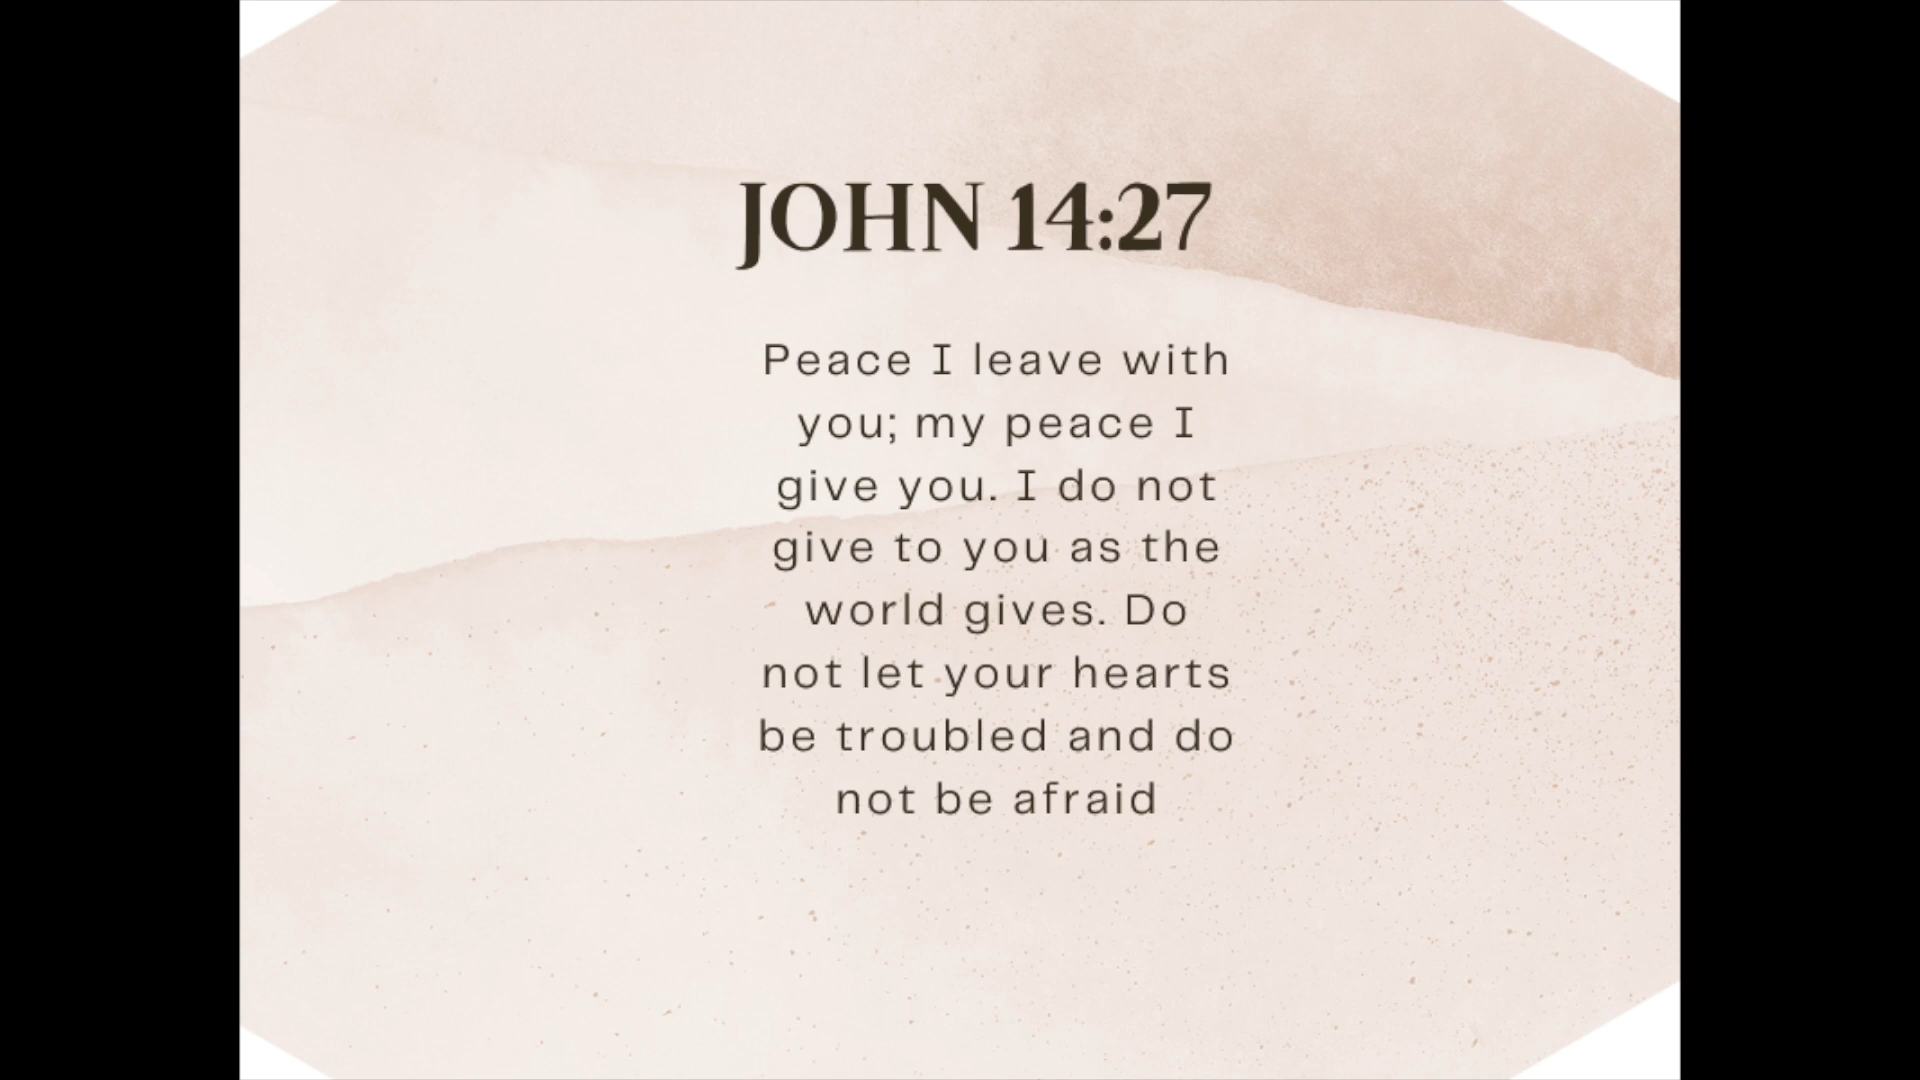 JOHN 14:27
Peace I leave with
you; my peace I
give you. I do not
give to you as the
world gives. Do
not let your hearts
be troubled and do
not be afraid